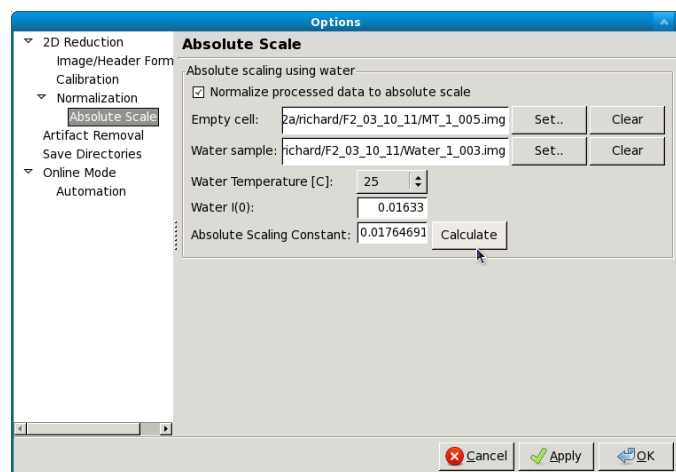 Options
2D Reduction
Image/Header Form
Calibration
Normalization
Absolute Scale
Artifact Removal
Save Directories
Online Mode
Automation
Absolute Scale
Absolute scaling using water
Normalize processed data to absolute scale
Empty cell: 2a/richard/F2_03_10_11/MT_1_005.img Set.. Clear
Water sample: richard/F2_03_10_11/Water_1_003.img Set.. Clear
Water Temperature [C]: 25
Water I(0): 0.01633
Absolute Scaling Constant: 0.01764691 Calculate
Cancel Apply OK